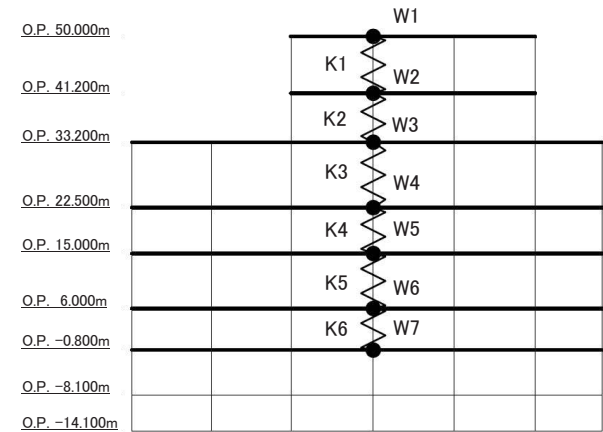 W1
O.P. 50.000m
K1
W2
O.P. 41.200m
K2
W3
O.P. 33.200m
K3
W4
O.P. 22.500m
K4
W5
O.P. 15.000m
K5
W6
O.P. 6.000m
K6
W7
O.P. -0.800m
O.P. -8.100m
O.P. -14.100m